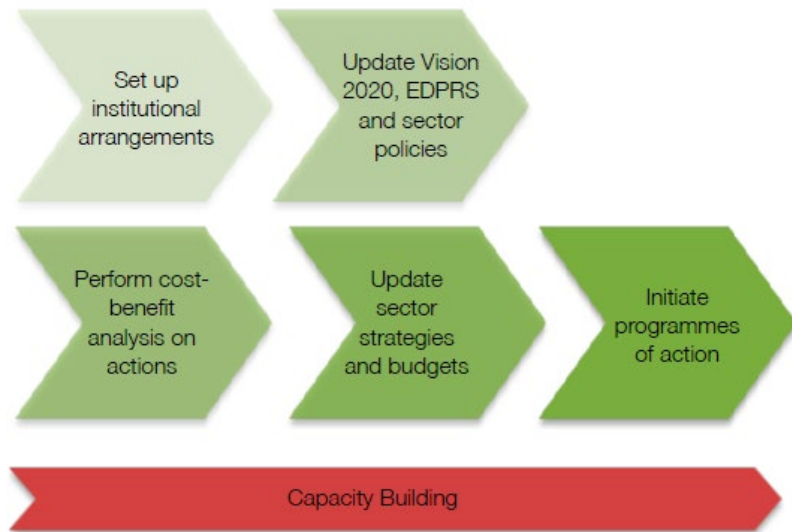 Set up
institutional
arrangements
Update Vision
2020, EDPRS
and sector
policies
Perform cost-
benefit
analysis on
actions
Update
sector
strategies
and budgets
Initiate
programmes
of action
Capacity Building